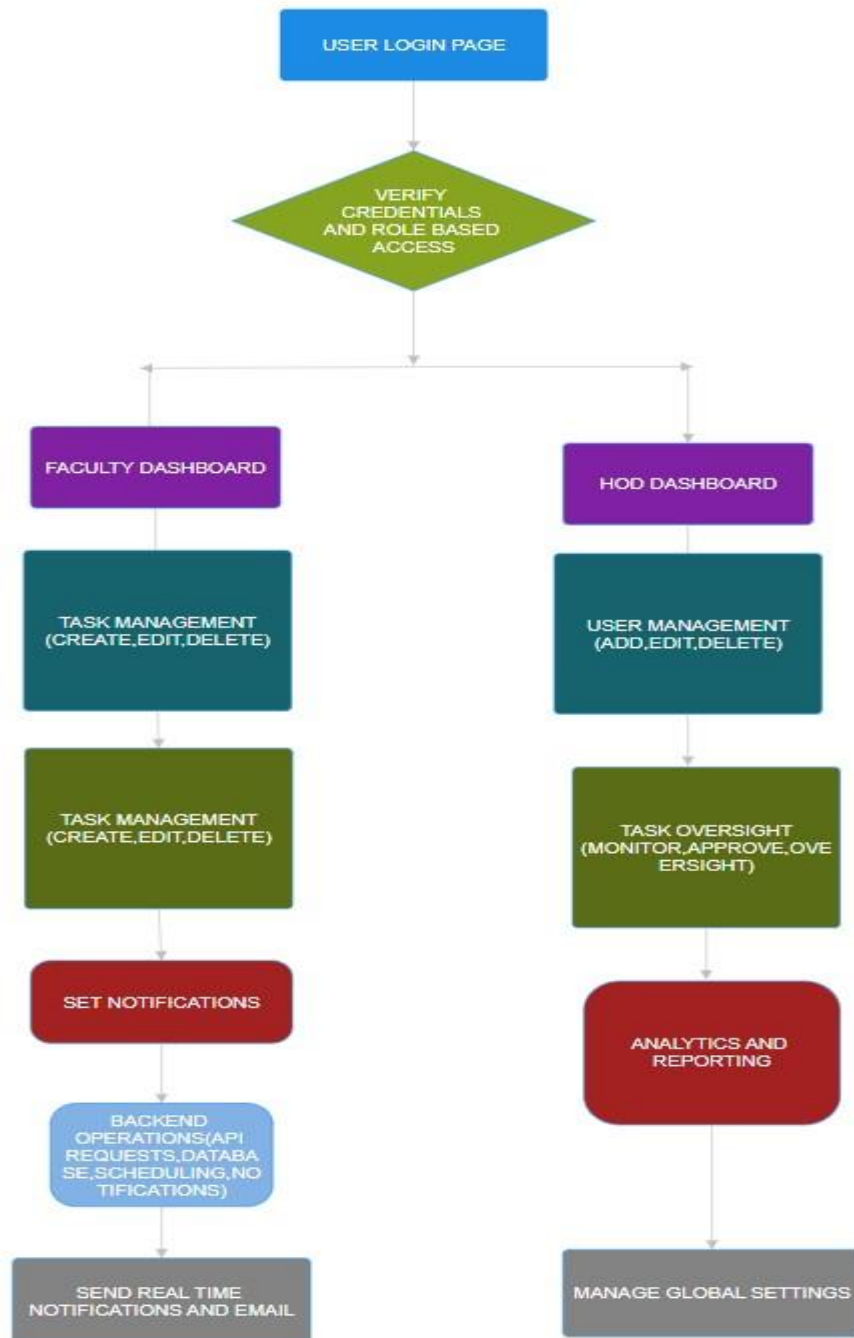 USER LOGIN PAGE
VERIFY
CREDENTIALS
AND ROLE BASED
ACCESS
FACULTY DASHBOARD
TASK MANAGEMENT
(CREATE,EDIT,DELETE)
TASK MANAGEMENT
(CREATE,EDIT,DELETE)
SET NOTIFICATIONS
BACKEND
OPERATIONS(API
REQUESTS,DATABA
SE,SCHEDULING,NO
TIFICATIONS)
SEND REAL TIME
NOTIFICATIONS AND EMAIL
HOD DASHBOARD
USER MANAGEMENT
(ADD,EDIT,DELETE)
TASK OVERSIGHT
(MONITOR,APPROVE,OVE
ERSIGHT)
ANALYTICS AND
REPORTING
MANAGE GLOBAL SETTINGS